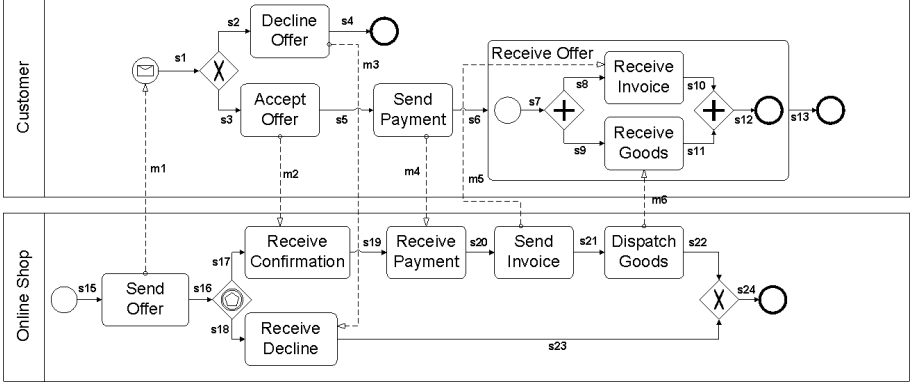 Customer
s1
s2
Decline
Offer
s4
m3
s3
Accept
Offer
s5
Send
Payment
s6
Receive Offer
s7
s8
Receive
Invoice
s10
s9
Receive
Goods
s11
s12
s13
m1
m2
m4
m5
m6
Online Shop
s15
Send
Offer
s16
s17
Receive
Confirmation
s19
Receive
Payment
s20
Send
Invoice
s21
Dispatch
Goods
s22
s18
Receive
Decline
s23
s24